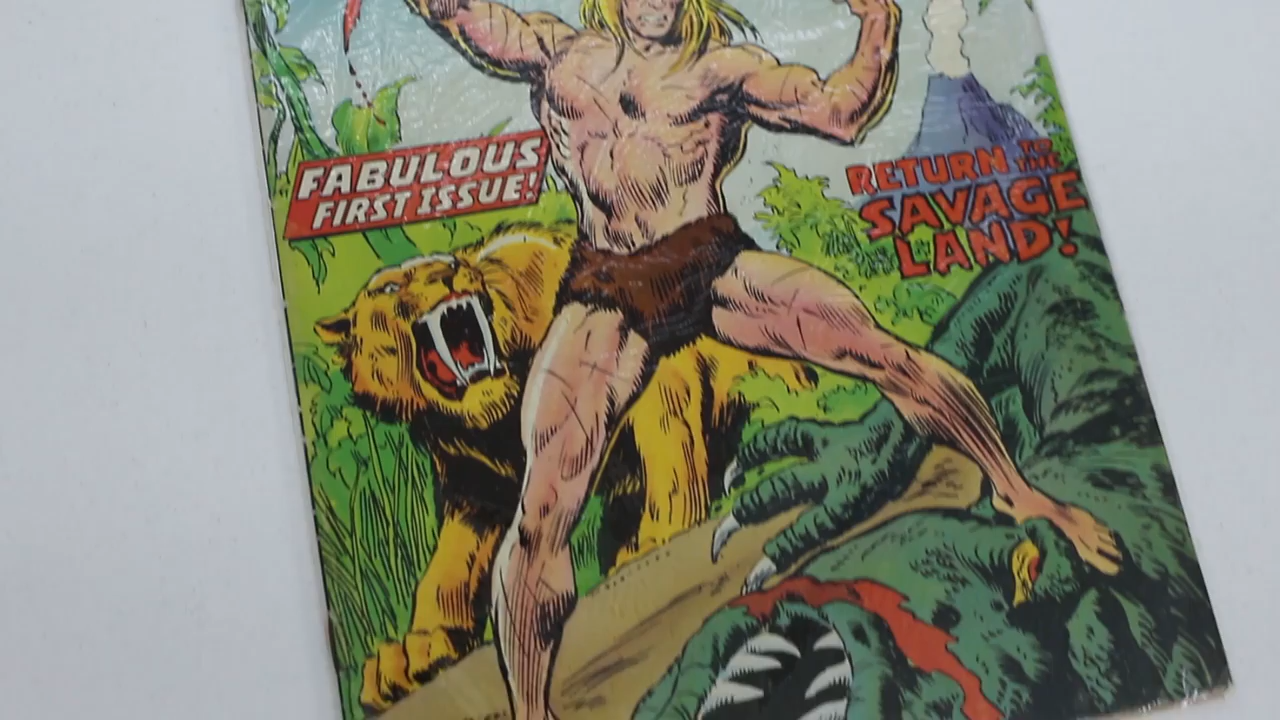 FABULOUS
FIRST ISSUE!
RETURN TO THE
SAVAGE
LAND!